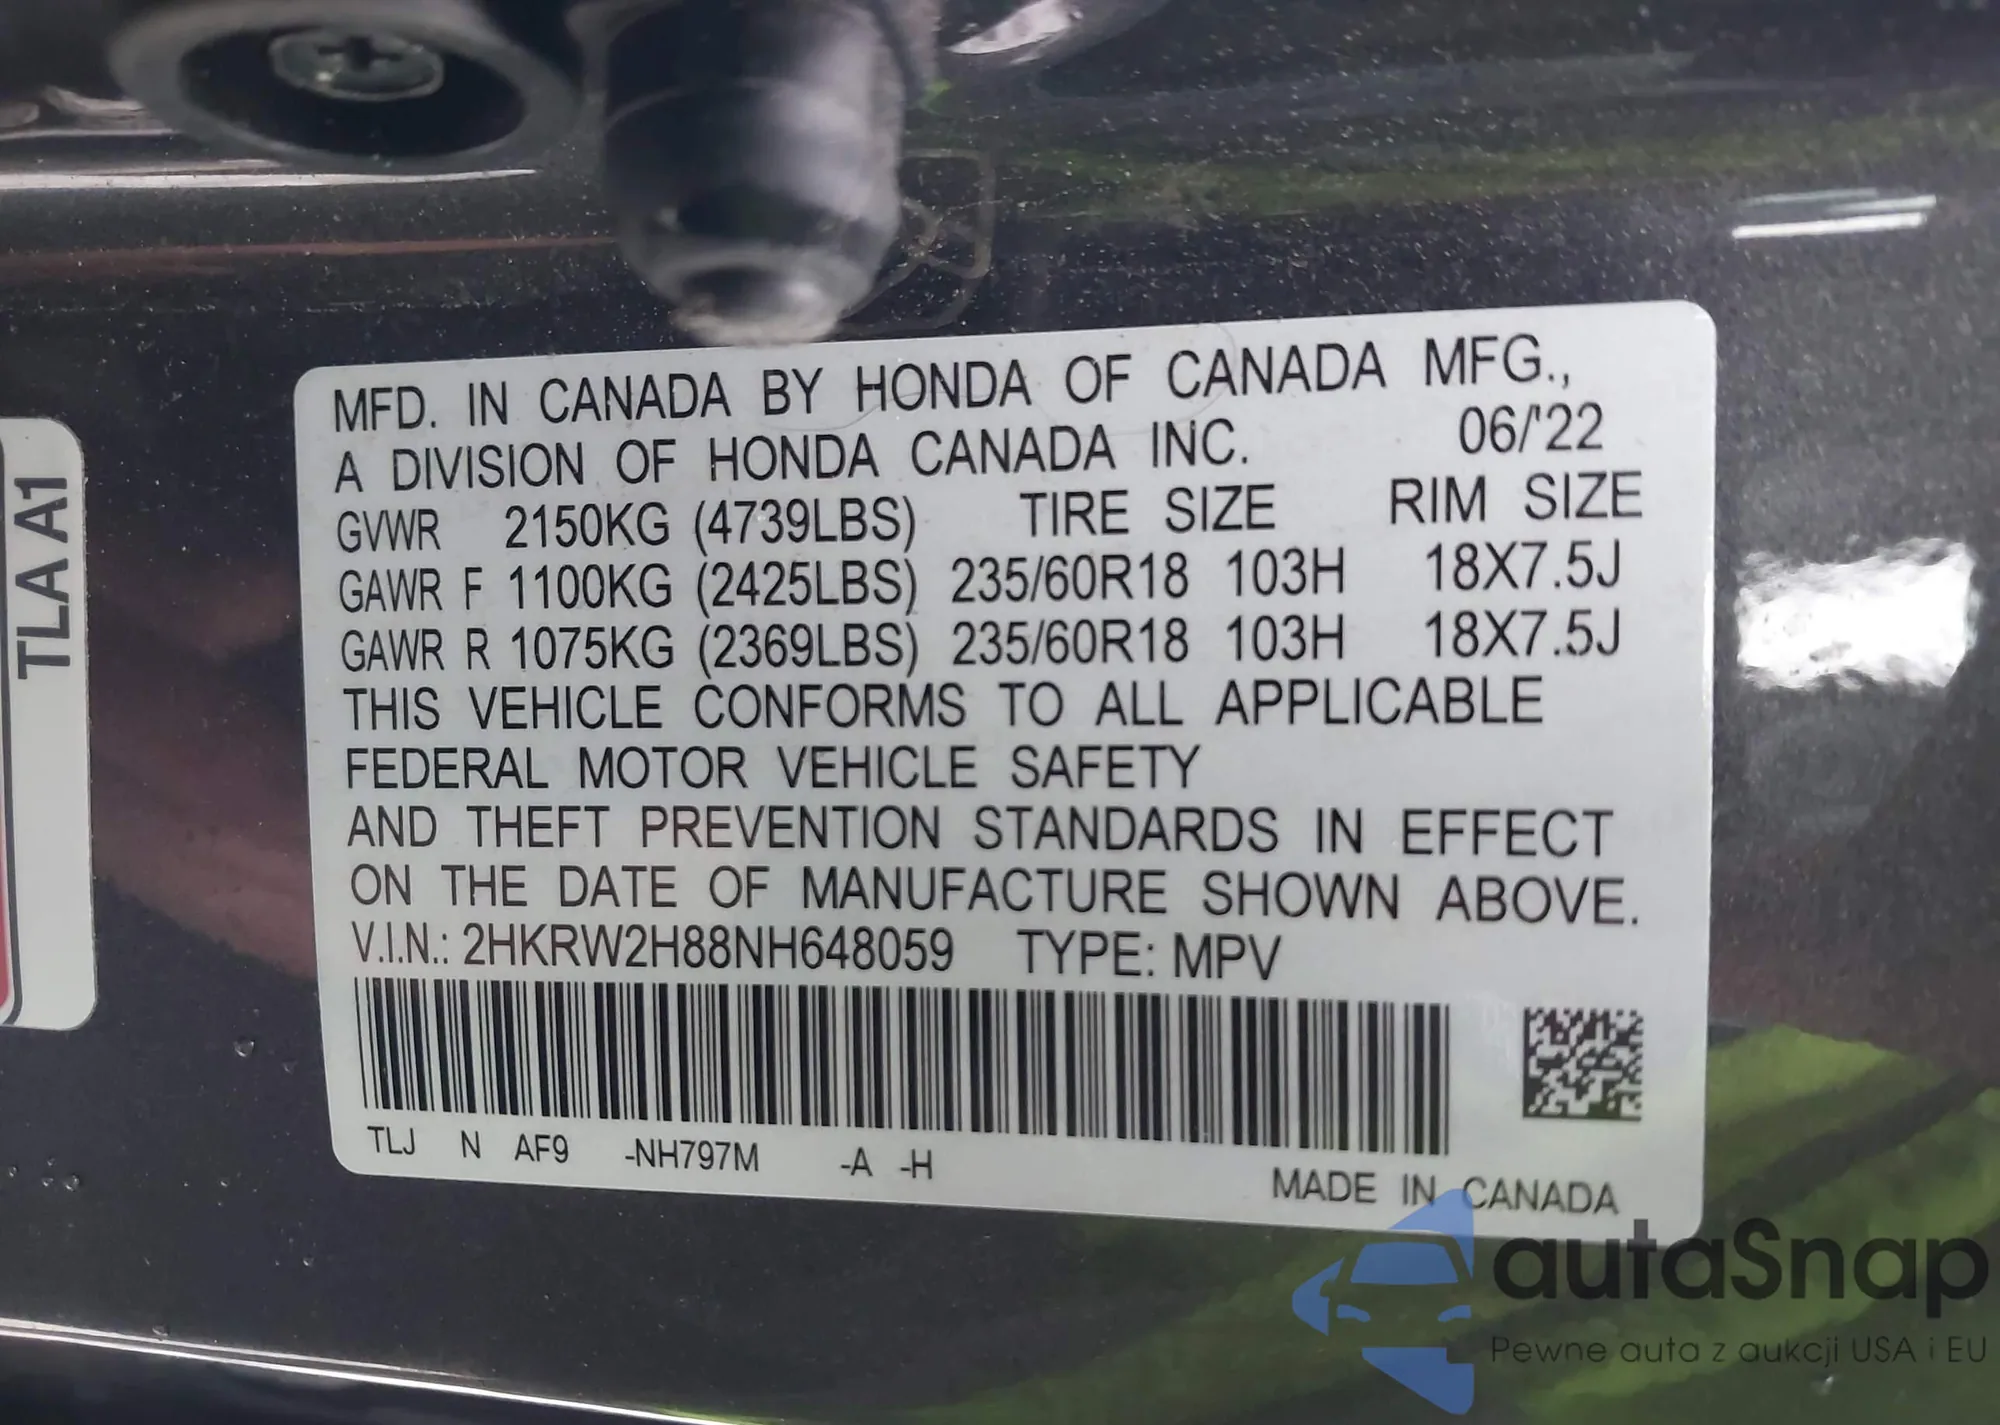 TLA A1
MFD. IN CANADA BY HONDA OF CANADA MFG.,
A DIVISION OF HONDA CANADA INC. 06/'22
GVWR 2150KG (4739LBS) TIRE SIZE RIM SIZE
GAWR F 1100KG (2425LBS) 235/60R18 103H 18X7.5J
GAWR R 1075KG (2369LBS) 235/60R18 103H 18X7.5J
THIS VEHICLE CONFORMS TO ALL APPLICABLE
FEDERAL MOTOR VEHICLE SAFETY
AND THEFT PREVENTION STANDARDS IN EFFECT
ON THE DATE OF MANUFACTURE SHOWN ABOVE.
V.I.N.: 2HKRW2H88NH648059 TYPE: MPV
TLJ N AF9 -NH797M -A -H
MADE IN CANADA
autaSnap
Pewne auta z aukcji USA i EU